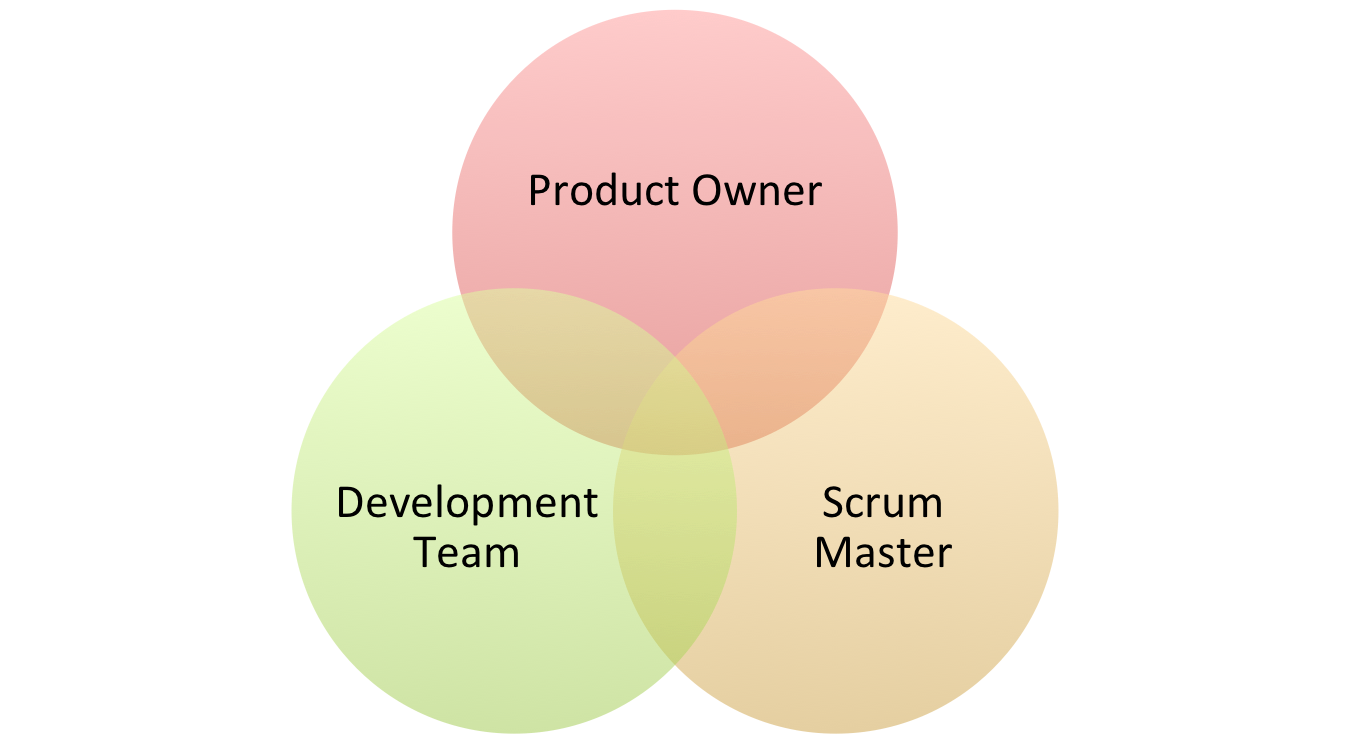 Product Owner
Development
Team
Scrum
Master